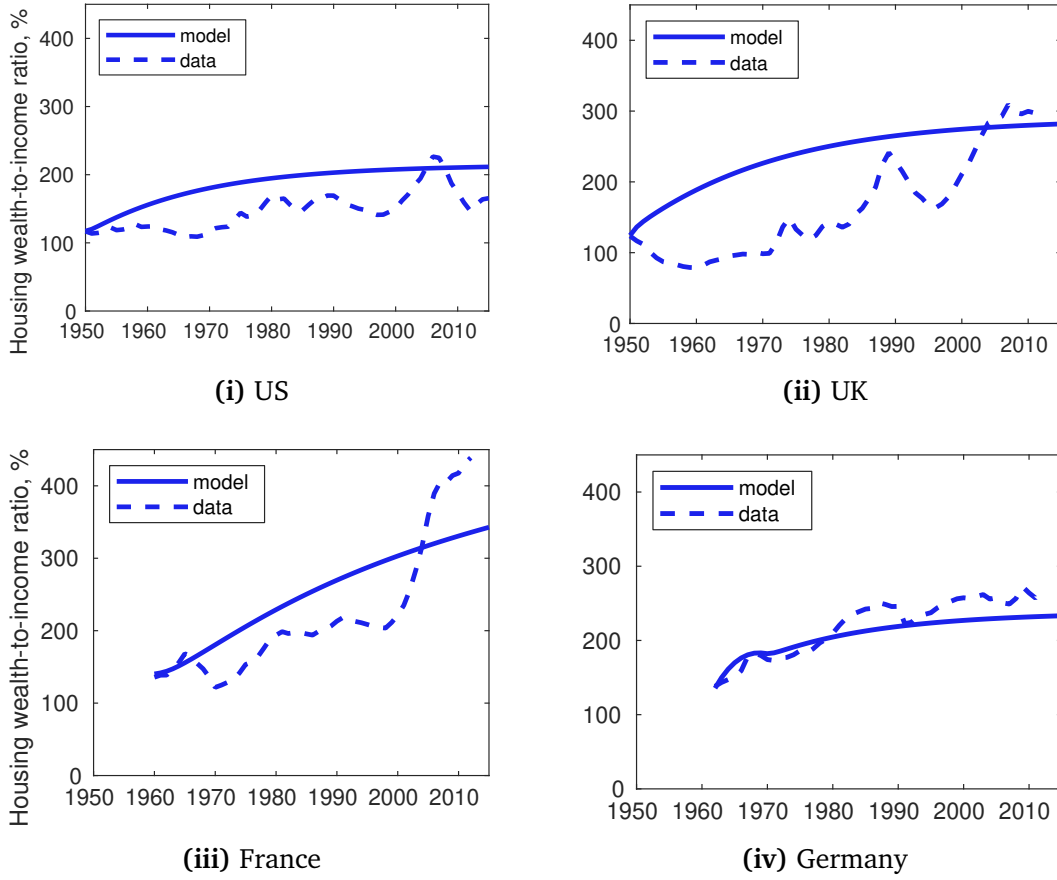 Housing wealth-to-income ratio, %
400
300
200
100
0
model
data
1950 1960 1970 1980 1990 2000 2010
(i) US
400
300
200
100
0
model
data
1950 1960 1970 1980 1990 2000 2010
(ii) UK
Housing wealth-to-income ratio, %
400
300
200
100
0
model
data
1950 1960 1970 1980 1990 2000 2010
(iii) France
400
300
200
100
0
model
data
1950 1960 1970 1980 1990 2000 2010
(iv) Germany